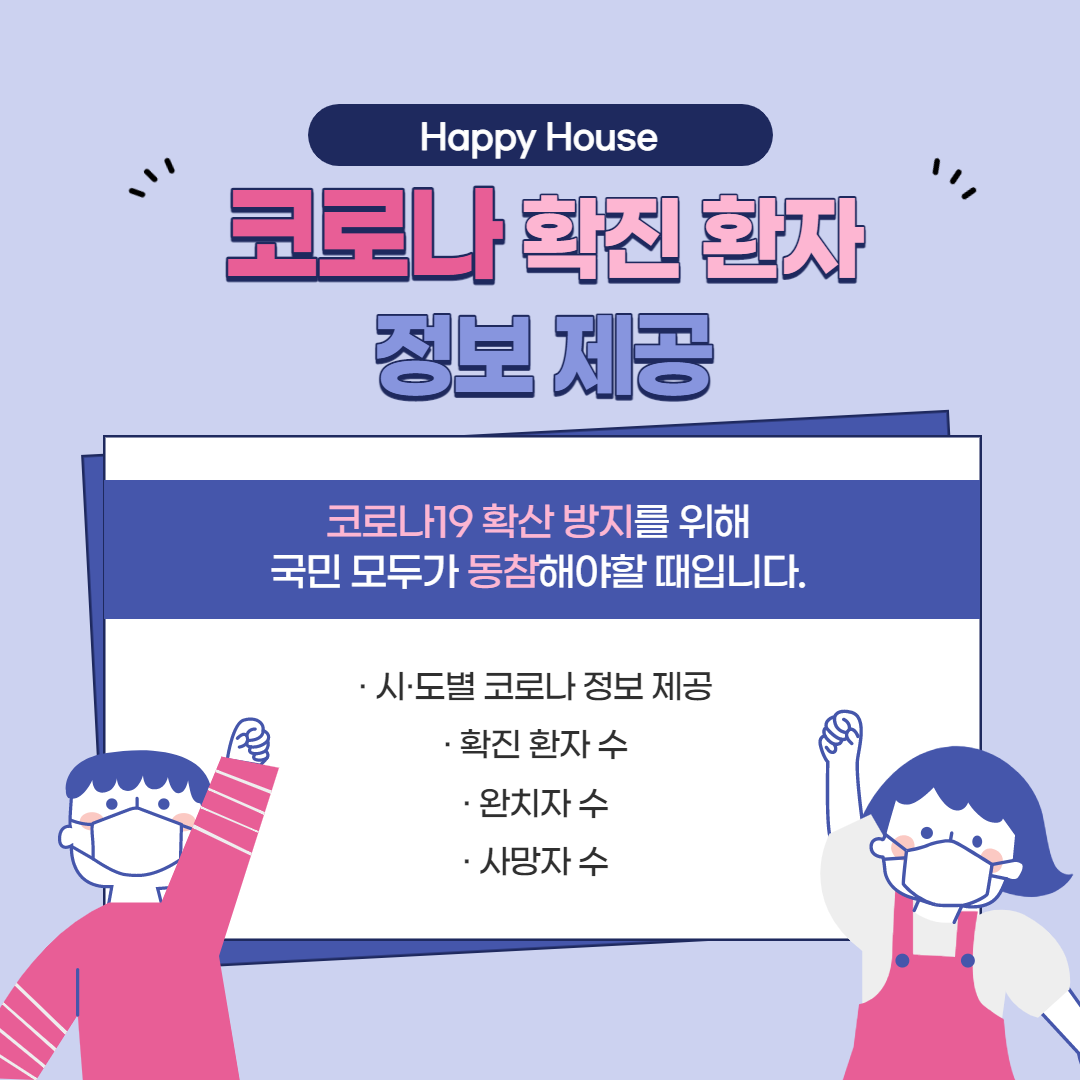 Happy House
코로나 확진 환자
정보 제공
코로나19 확산 방지를 위해
국민 모두가 동참해야할 때입니다.
· 시·도별 코로나 정보 제공
· 확진 환자 수
· 완치자 수
· 사망자 수